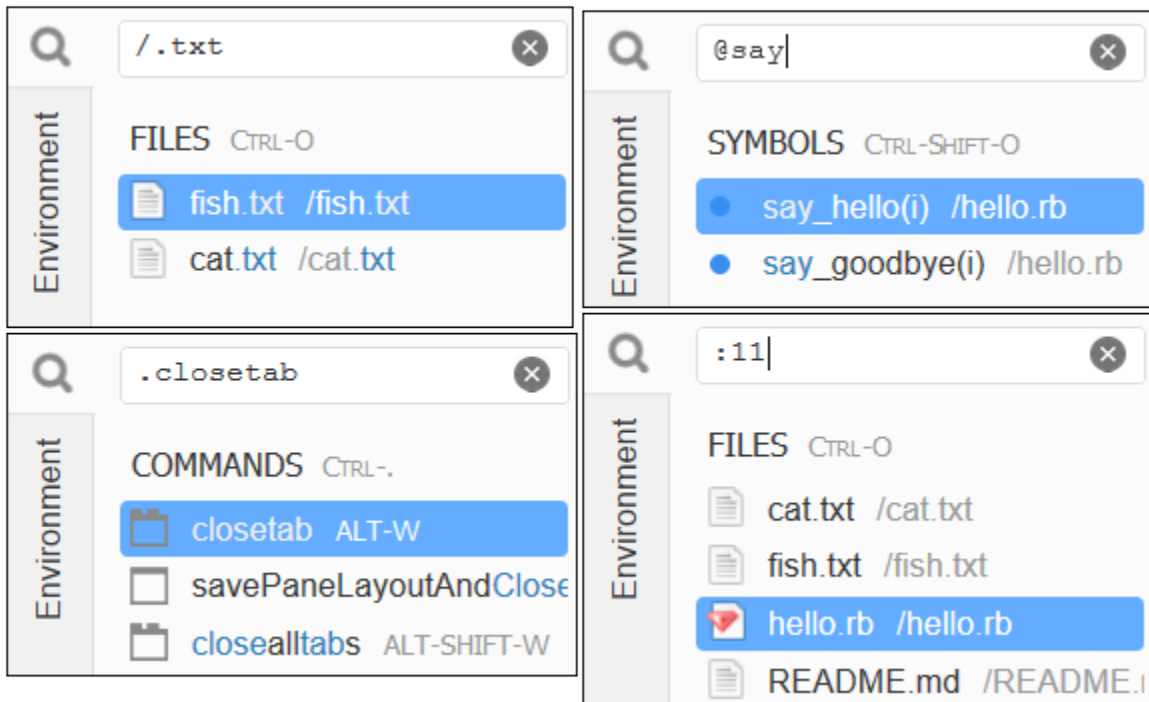 /.txt
Environment
FILES CTRL-O
fish.txt /fish.txt
cat.txt /cat.txt
@say
Environment
SYMBOLS CTRL-SHIFT-O
say_hello(i) /hello.rb
say_goodbye(i) /hello.rb
.closetab
Environment
COMMANDS CTRL-.
closetab ALT-W
savePaneLayoutAndClose
closealltabs ALT-SHIFT-W
:11
Environment
FILES CTRL-O
cat.txt /cat.txt
fish.txt /fish.txt
hello.rb /hello.rb
README.md /README.